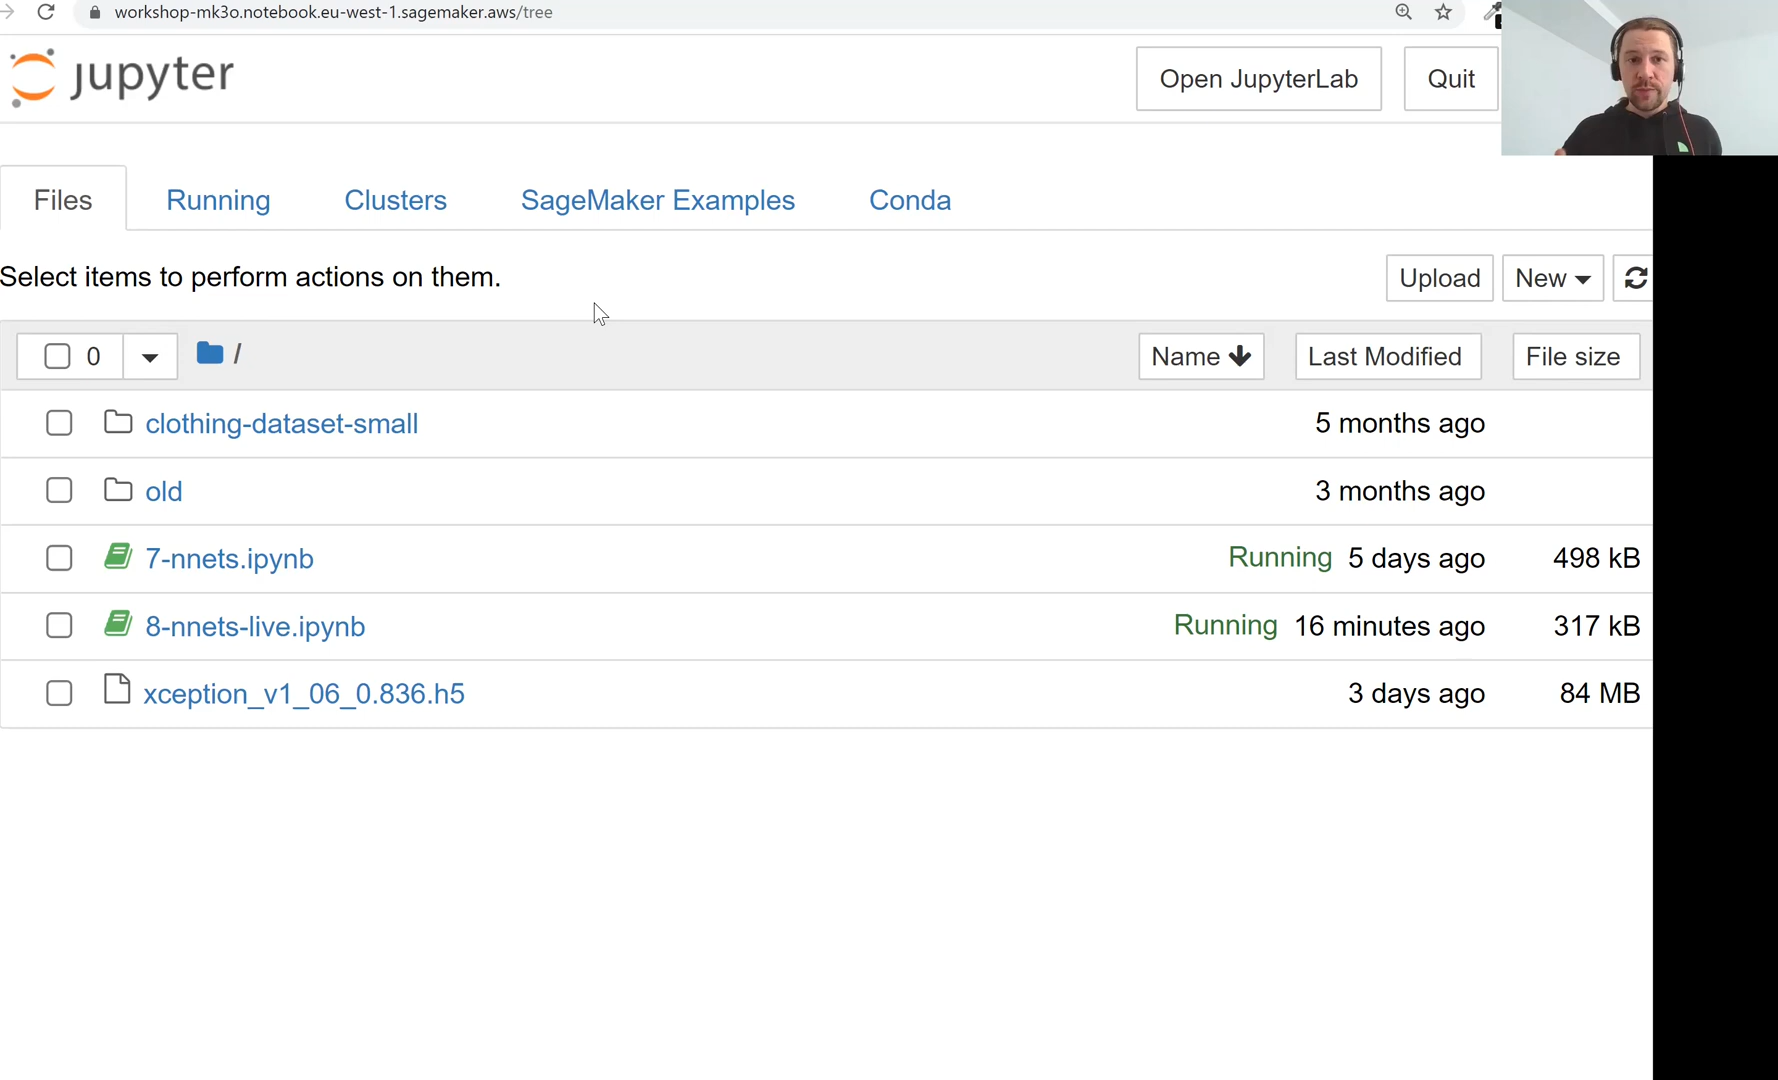 workshop-mk3o.notebook.eu-west-1.sagemaker.aws/tree
jupyter
Open JupyterLab
Quit
Files
Running
Clusters
SageMaker Examples
Conda
Select items to perform actions on them.
Upload
New
0
/
Name
Last Modified
File size
clothing-dataset-small 5 months ago
old 3 months ago
7-nnets.ipynb Running 5 days ago 498 kB
8-nnets-live.ipynb Running 16 minutes ago 317 kB
xception_v1_06_0.836.h5 3 days ago 84 MB